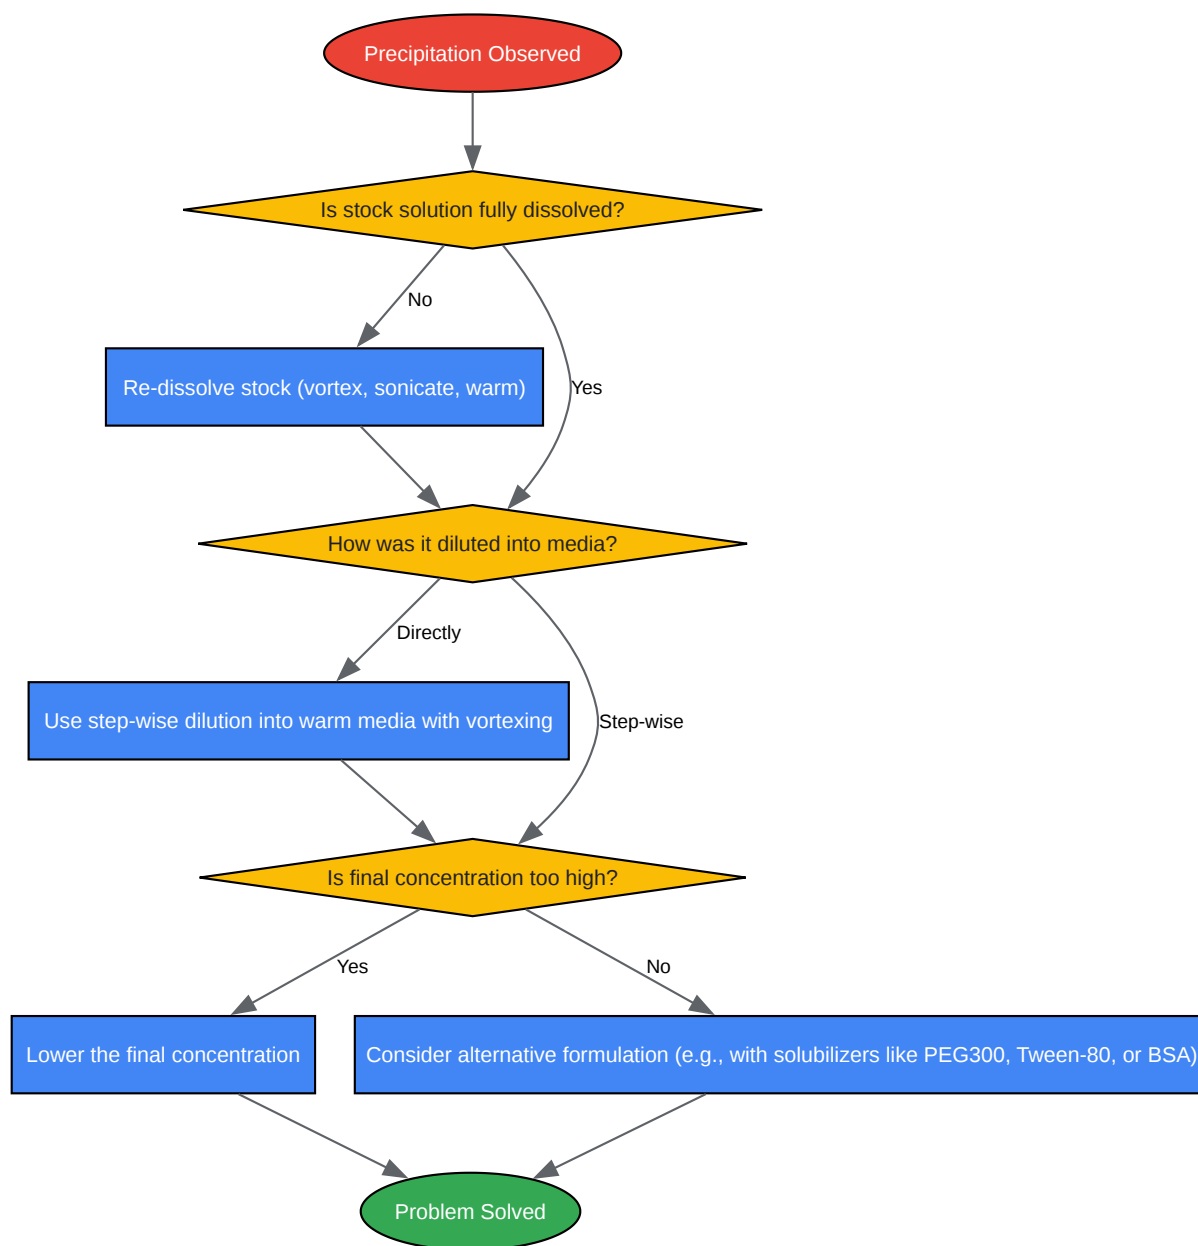 Precipitation Observed
Is stock solution fully dissolved?
No
Re-dissolve stock (vortex, sonicate, warm)
Yes
How was it diluted into media?
Directly
Use step-wise dilution into warm media with vortexing
Step-wise
Is final concentration too high?
Yes
No
Lower the final concentration
Consider alternative formulation (e.g., with solubilizers like PEG300, Tween-80, or BSA)
Problem Solved